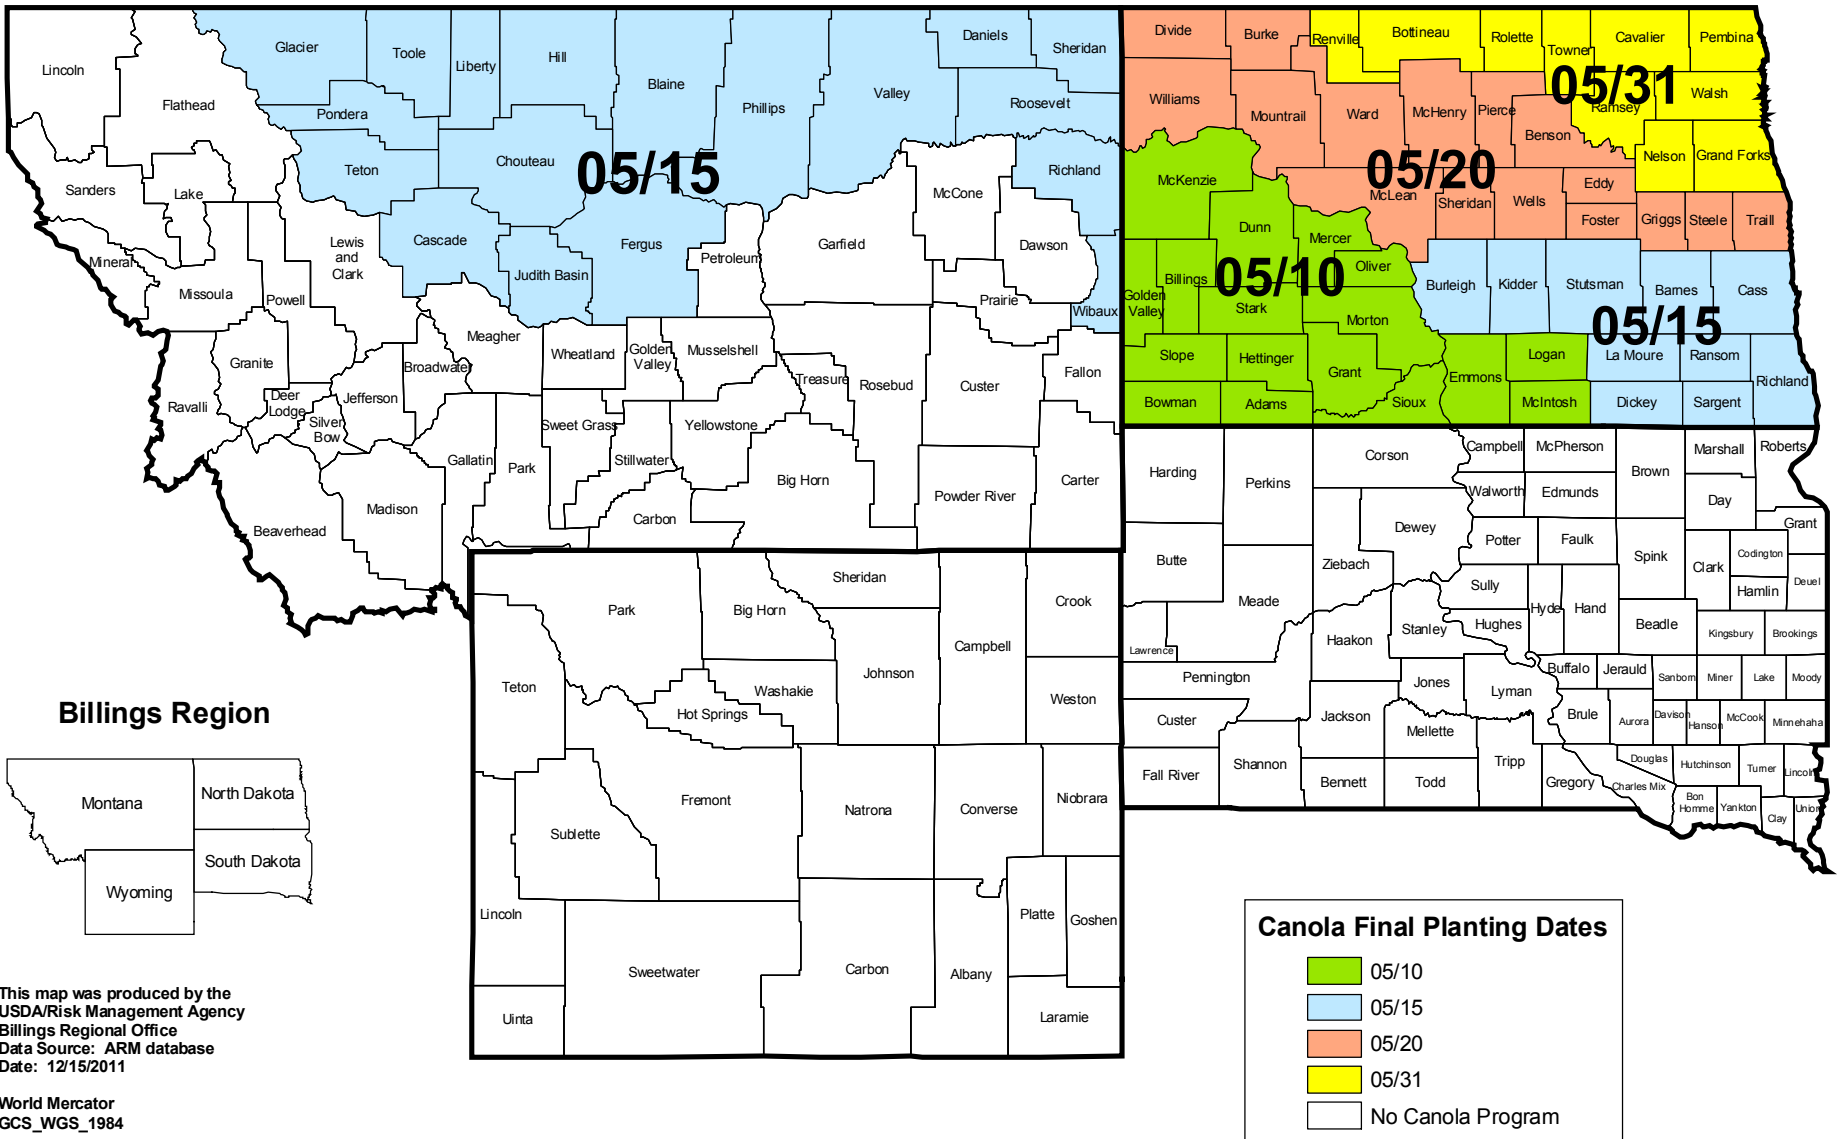 Lincoln
Flathead
Glacier
Toole
Liberty
Hill
Blaine
Phillips
Valley
Daniels
Sheridan
Roosevelt
Pondera
Teton
Chouteau
05/15
Richland
Sanders
Lake
Lewis
and
Clark
Cascade
Judith Basin
Fergus
Petroleum
Garfield
McCone
Dawson
Prairie
Wibaux
Mineral
Missoula
Powell
Meagher
Wheatland
Golden
Valley
Musselshell
Treasure
Rosebud
Custer
Fallon
Granite
Broadwater
Ravalli
Deer
Lodge
Silver
Bow
Jefferson
Sweet Grass
Yellowstone
Gallatin
Park
Stillwater
Big Horn
Powder River
Carter
Beaverhead
Madison
Carbon
Divide
Burke
Renville
Bottineau
Rolette
Towner
Cavalier
Pembina
05/31
Williams
Mountrail
Ward
McHenry
Pierce
Benson
Ramsey
Walsh
Nelson
Grand Forks
McKenzie
05/20
McLean
Sheridan
Wells
Eddy
Foster
Griggs
Steele
Traill
Dunn
Mercer
Oliver
Billings
05/10
Golden
Valley
Stark
Morton
Burleigh
Kidder
Stutsman
Barnes
Cass
05/15
Slope
Hettinger
Grant
Emmons
Logan
La Moure
Ransom
Richland
Bowman
Adams
Sioux
McIntosh
Dickey
Sargent
Harding
Perkins
Corson
Campbell
McPherson
Brown
Marshall
Roberts
Walworth
Edmunds
Day
Dewey
Grant
Butte
Ziebach
Potter
Faulk
Spink
Clark
Codington
Hamlin
Deuel
Meade
Sully
Hyde
Hand
Beadle
Kingsbury
Brookings
Lawrence
Haakon
Stanley
Hughes
Pennington
Jones
Lyman
Buffalo
Jerauld
Sanborn
Miner
Lake
Moody
Custer
Jackson
Mellette
Brule
Aurora
Davison
Hanson
McCook
Minnehaha
Fall River
Shannon
Bennett
Todd
Tripp
Gregory
Douglas
Charles Mix
Hutchinson
Turner
Lincoln
Bon
Homme
Yankton
Clay
Union
Park
Big Horn
Sheridan
Crook
Campbell
Johnson
Teton
Washakie
Hot Springs
Weston
Fremont
Natrona
Converse
Niobrara
Sublette
Lincoln
Platte
Goshen
Sweetwater
Carbon
Albany
Uinta
Laramie
Billings Region
Montana
North Dakota
South Dakota
Wyoming
This map was produced by the
USDA/Risk Management Agency
Billings Regional Office
Data Source: ARM database
Date: 12/15/2011
World Mercator
GCS_WGS_1984
Canola Final Planting Dates
05/10
05/15
05/20
05/31
No Canola Program